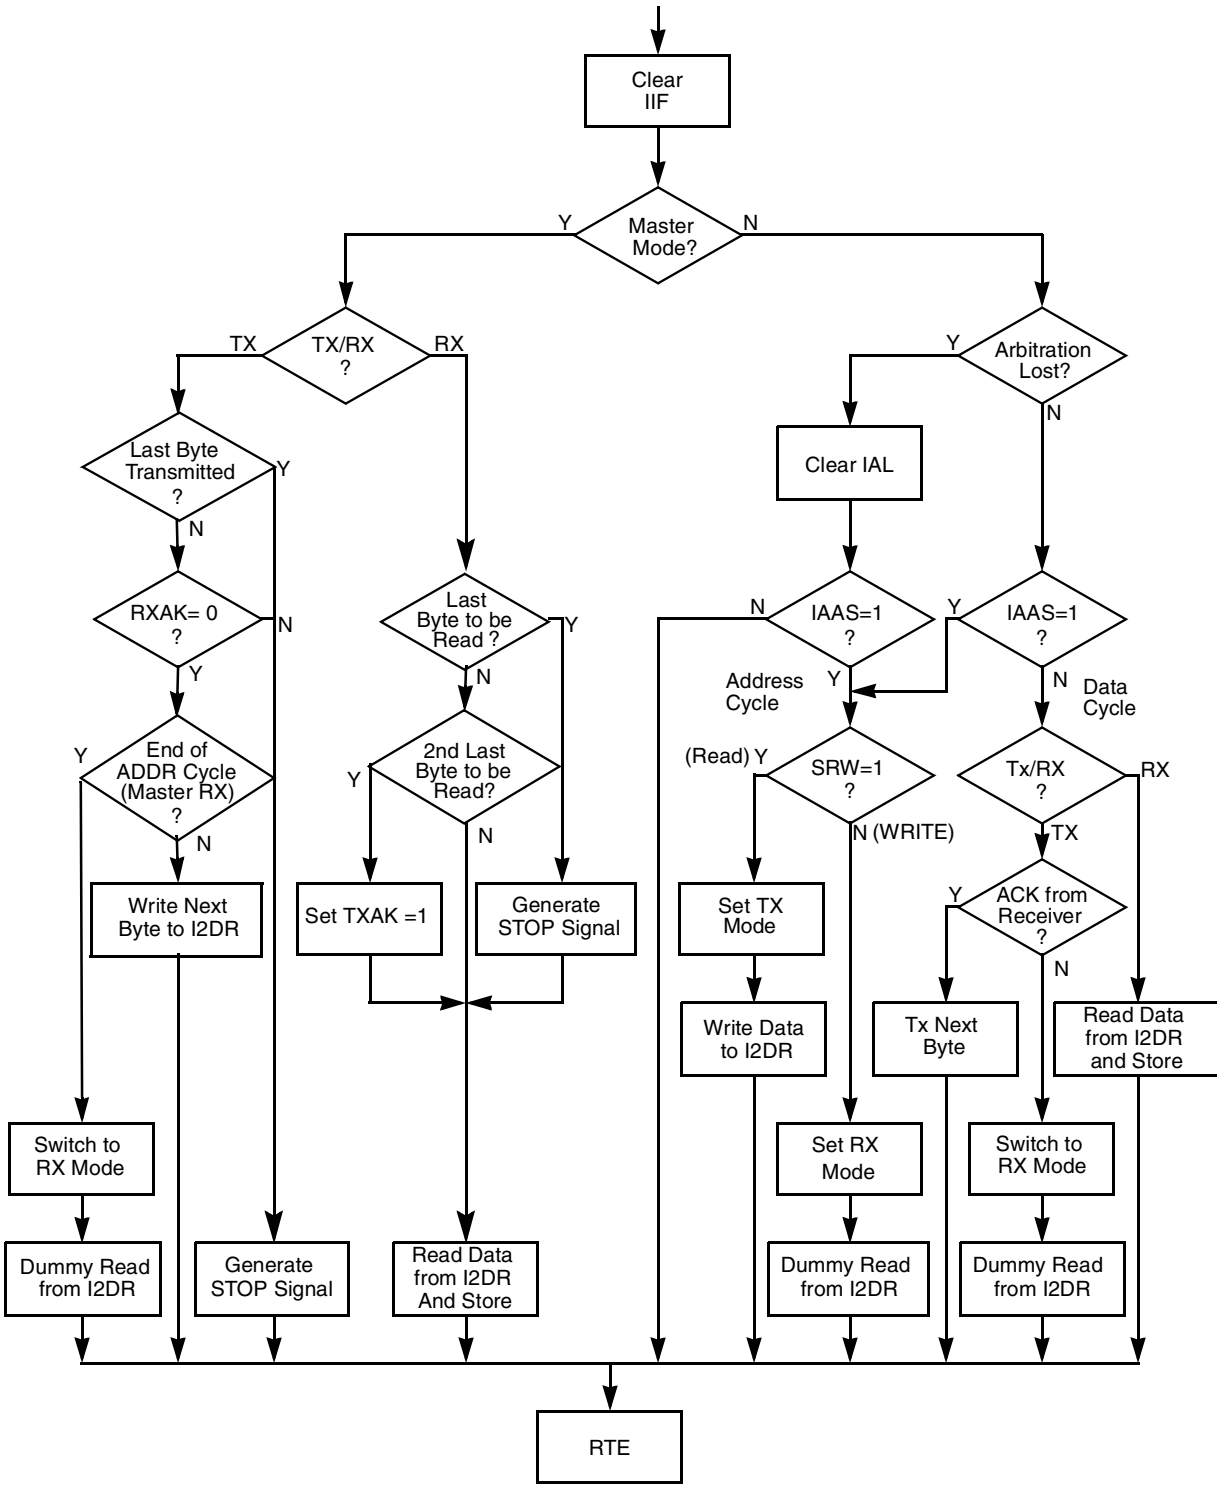 Clear
IIF
Master
Mode?
Y
N
TX/RX
?
TX
RX
Arbitration
Lost?
Y
N
Last Byte
Transmitted
?
Y
N
Clear IAL
RXAK= 0
?
N
Y
Last
Byte to be
Read ?
Y
N
IAAS=1
?
N
Y
IAAS=1
?
Y
N
Address
Cycle
Data
Cycle
End of
ADDR Cycle
(Master RX)
?
Y
N
2nd Last
Byte to be
Read?
Y
N
(Read) Y
SRW=1
?
N (WRITE)
Tx/RX
?
RX
TX
Write Next
Byte to I2DR
Set TXAK =1
Generate
STOP Signal
Set TX
Mode
ACK from
Receiver
?
Y
N
Write Data
to I2DR
Tx Next
Byte
Read Data
from I2DR
and Store
Switch to
RX Mode
Set RX
Mode
Switch to
RX Mode
Dummy Read
from I2DR
Generate
STOP Signal
Read Data
from I2DR
And Store
Dummy Read
from I2DR
Dummy Read
from I2DR
RTE